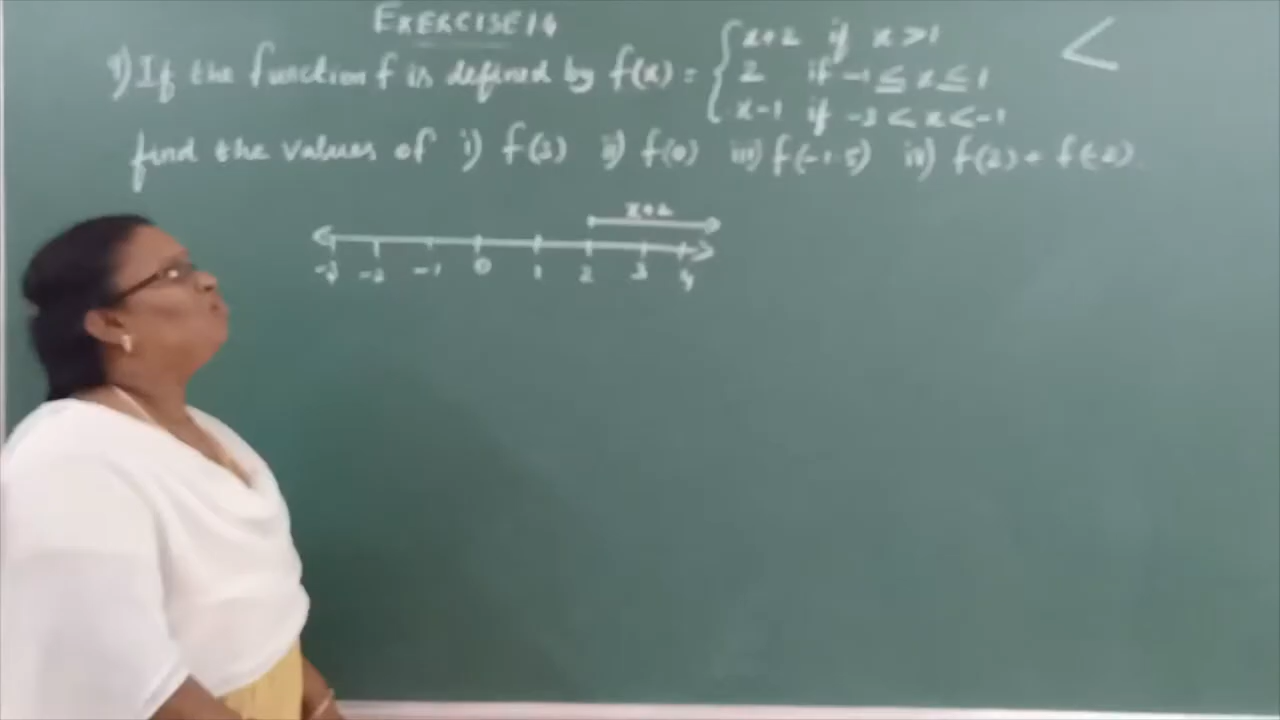 EXERCISE 1.4
9) If the function f is defined by f(x) = { x+2 if x>1
2 if -1 ≤ x ≤ 1
x-1 if -3 < x < -1
find the values of i) f(3) ii) f(0) iii) f(-1.5) iv) f(2) + f(-2)
<
x+2
-3 -2 -1 0 1 2 3 4